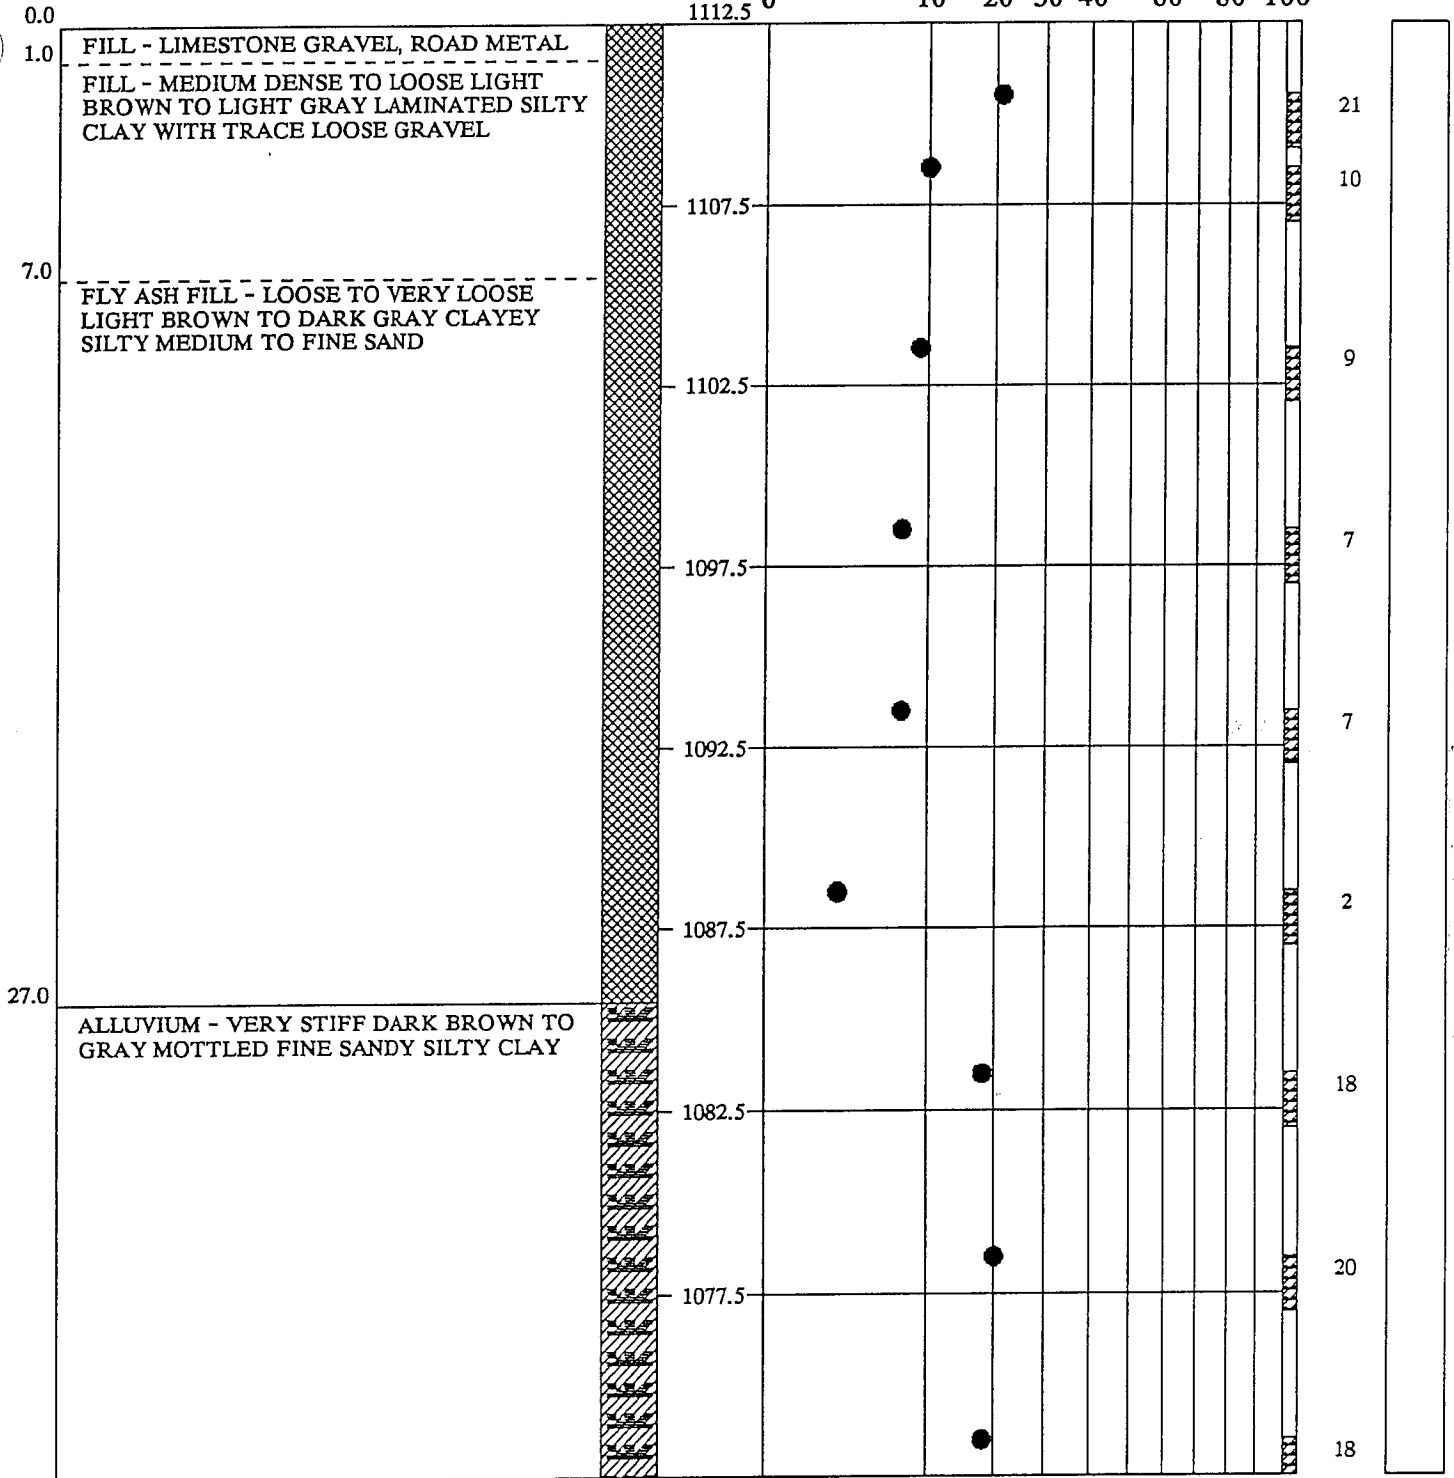 0.0
1112.5 0 10 20 30 40 60 80 100
FILL - LIMESTONE GRAVEL, ROAD METAL
1.0
FILL - MEDIUM DENSE TO LOOSE LIGHT
BROWN TO LIGHT GRAY LAMINATED SILTY
CLAY WITH TRACE LOOSE GRAVEL
21
10
1107.5
7.0
FLY ASH FILL - LOOSE TO VERY LOOSE
LIGHT BROWN TO DARK GRAY CLAYEY
SILTY MEDIUM TO FINE SAND
9
1102.5
7
1097.5
7
1092.5
2
1087.5
27.0
ALLUVIUM - VERY STIFF DARK BROWN TO
GRAY MOTTLED FINE SANDY SILTY CLAY
18
1082.5
20
1077.5
18